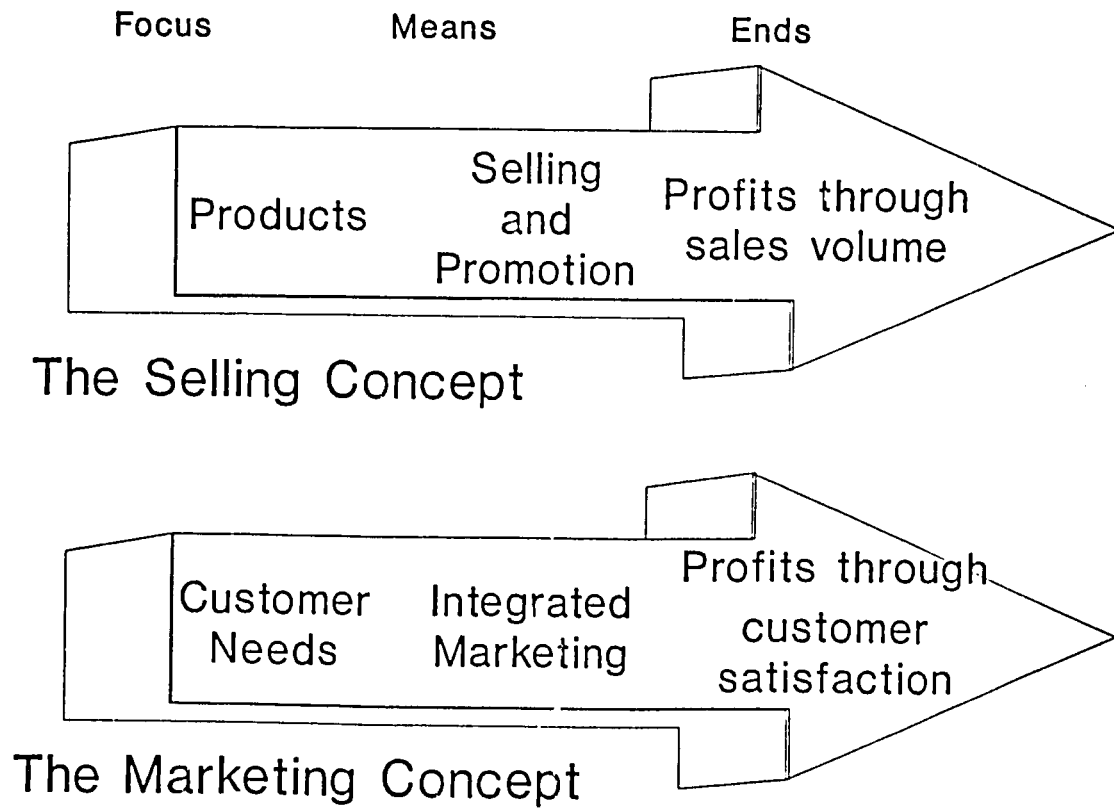 Focus Means Ends
Products
Selling
and
Promotion
Profits through
sales volume
The Selling Concept
Customer
Needs
Integrated
Marketing
Profits through
customer
satisfaction
The Marketing Concept